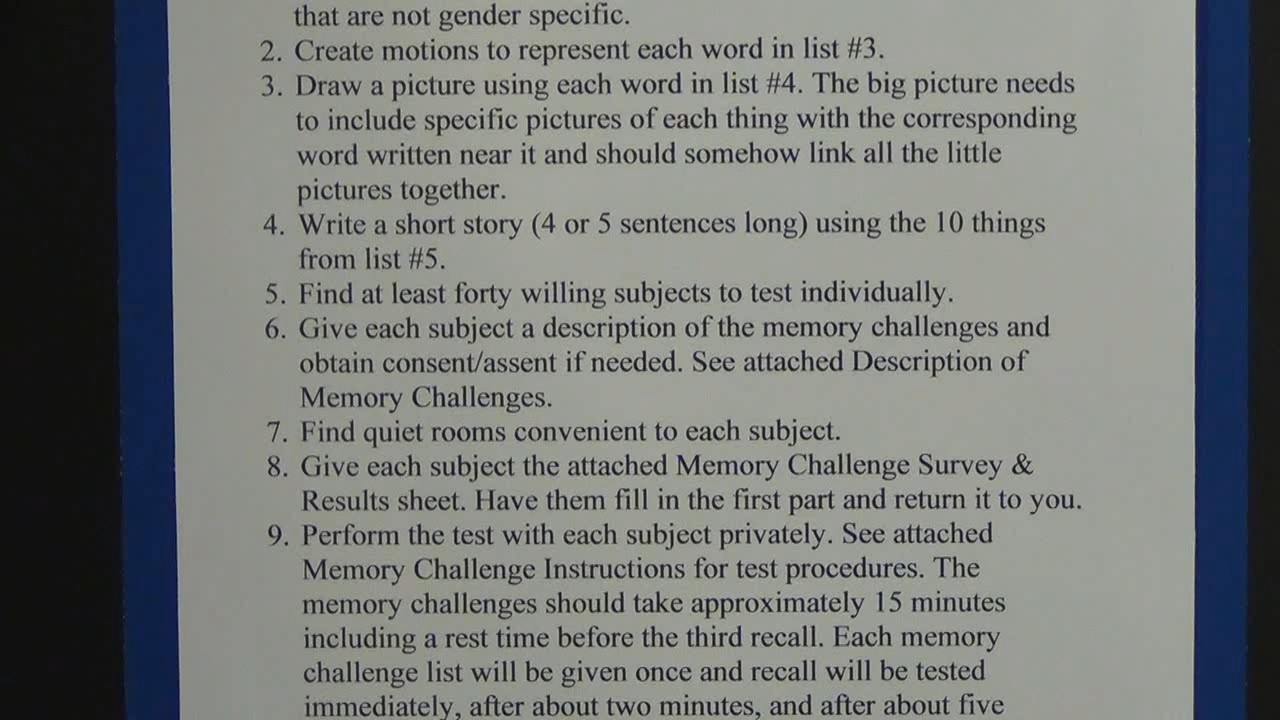 that are not gender specific.
2. Create motions to represent each word in list #3.
3. Draw a picture using each word in list #4. The big picture needs
to include specific pictures of each thing with the corresponding
word written near it and should somehow link all the little
pictures together.
4. Write a short story (4 or 5 sentences long) using the 10 things
from list #5.
5. Find at least forty willing subjects to test individually.
6. Give each subject a description of the memory challenges and
obtain consent/assent if needed. See attached Description of
Memory Challenges.
7. Find quiet rooms convenient to each subject.
8. Give each subject the attached Memory Challenge Survey &
Results sheet. Have them fill in the first part and return it to you.
9. Perform the test with each subject privately. See attached
Memory Challenge Instructions for test procedures. The
memory challenges should take approximately 15 minutes
including a rest time before the third recall. Each memory
challenge list will be given once and recall will be tested
immediately, after about two minutes, and after about five